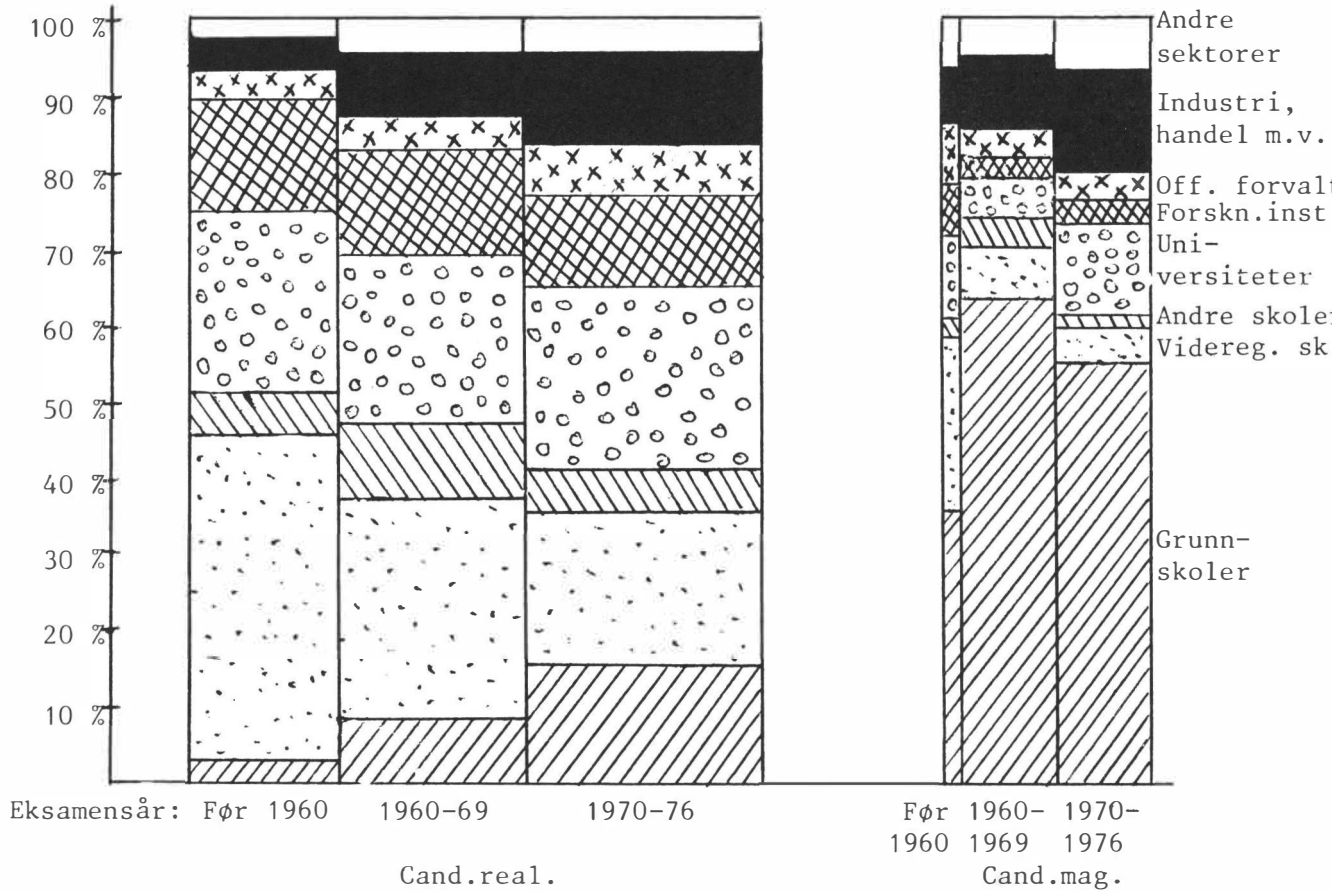 100 %
90 %
80 %
70 %
60 %
50 %
40 %
30 %
20 %
10 %
Andre
sektorer
Industri,
handel m.v.
Off. forvalt
Forskn.inst
Uni-
versiteter
Andre skoler
Videreg. sk
Grunn-
skoler
Eksamensår: Før 1960 1960-69 1970-76 Før 1960- 1970-
1960 1969 1976
Cand.real. Cand.mag.